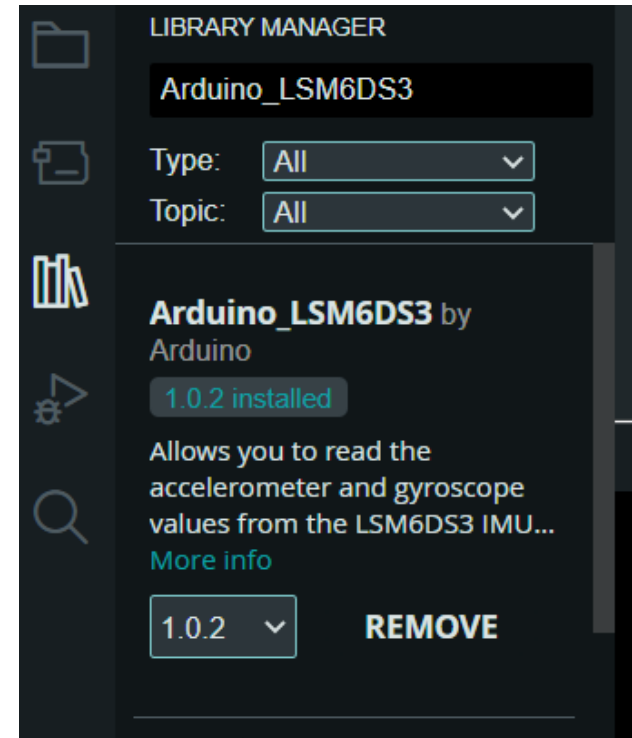 LIBRARY MANAGER
Arduino_LSM6DS3
Type: All
Topic: All
Arduino_LSM6DS3 by
Arduino
1.0.2 installed
Allows you to read the
accelerometer and gyroscope
values from the LSM6DS3 IMU...
More info
1.0.2 REMOVE